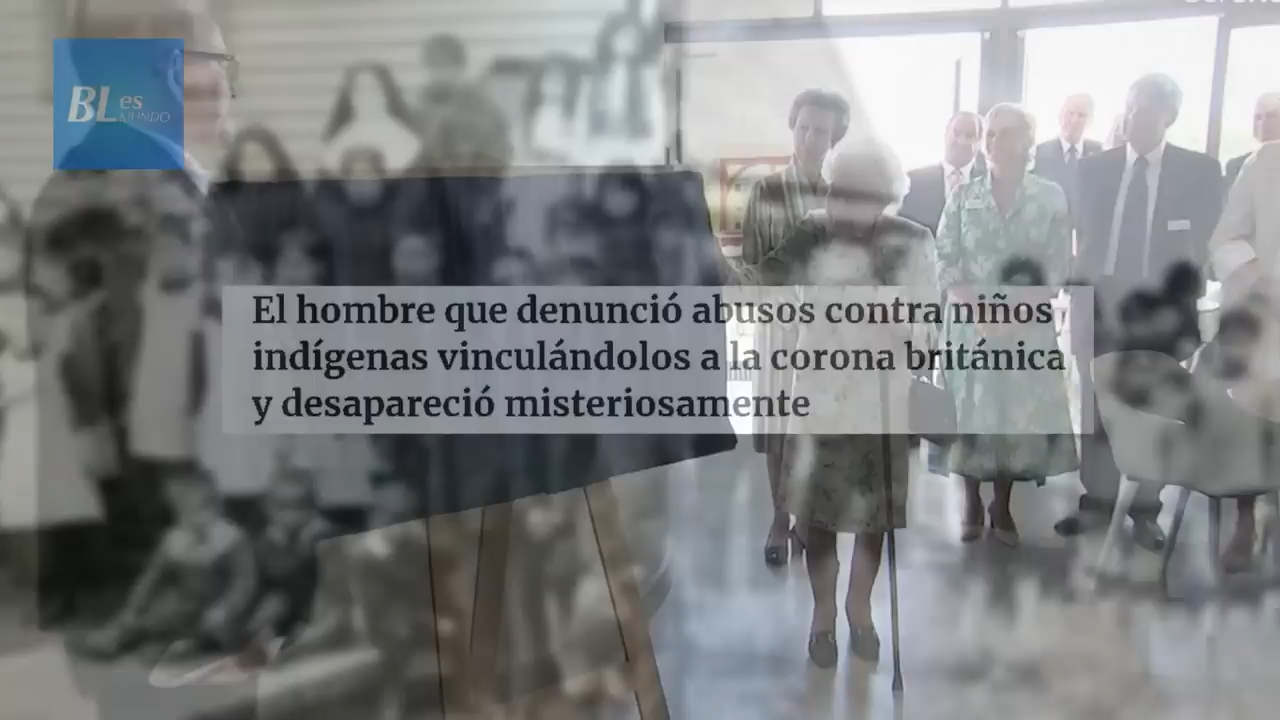 BL es
MUNDO
El hombre que denunció abusos contra niños
indígenas vinculándolos a la corona británica
y desapareció misteriosamente